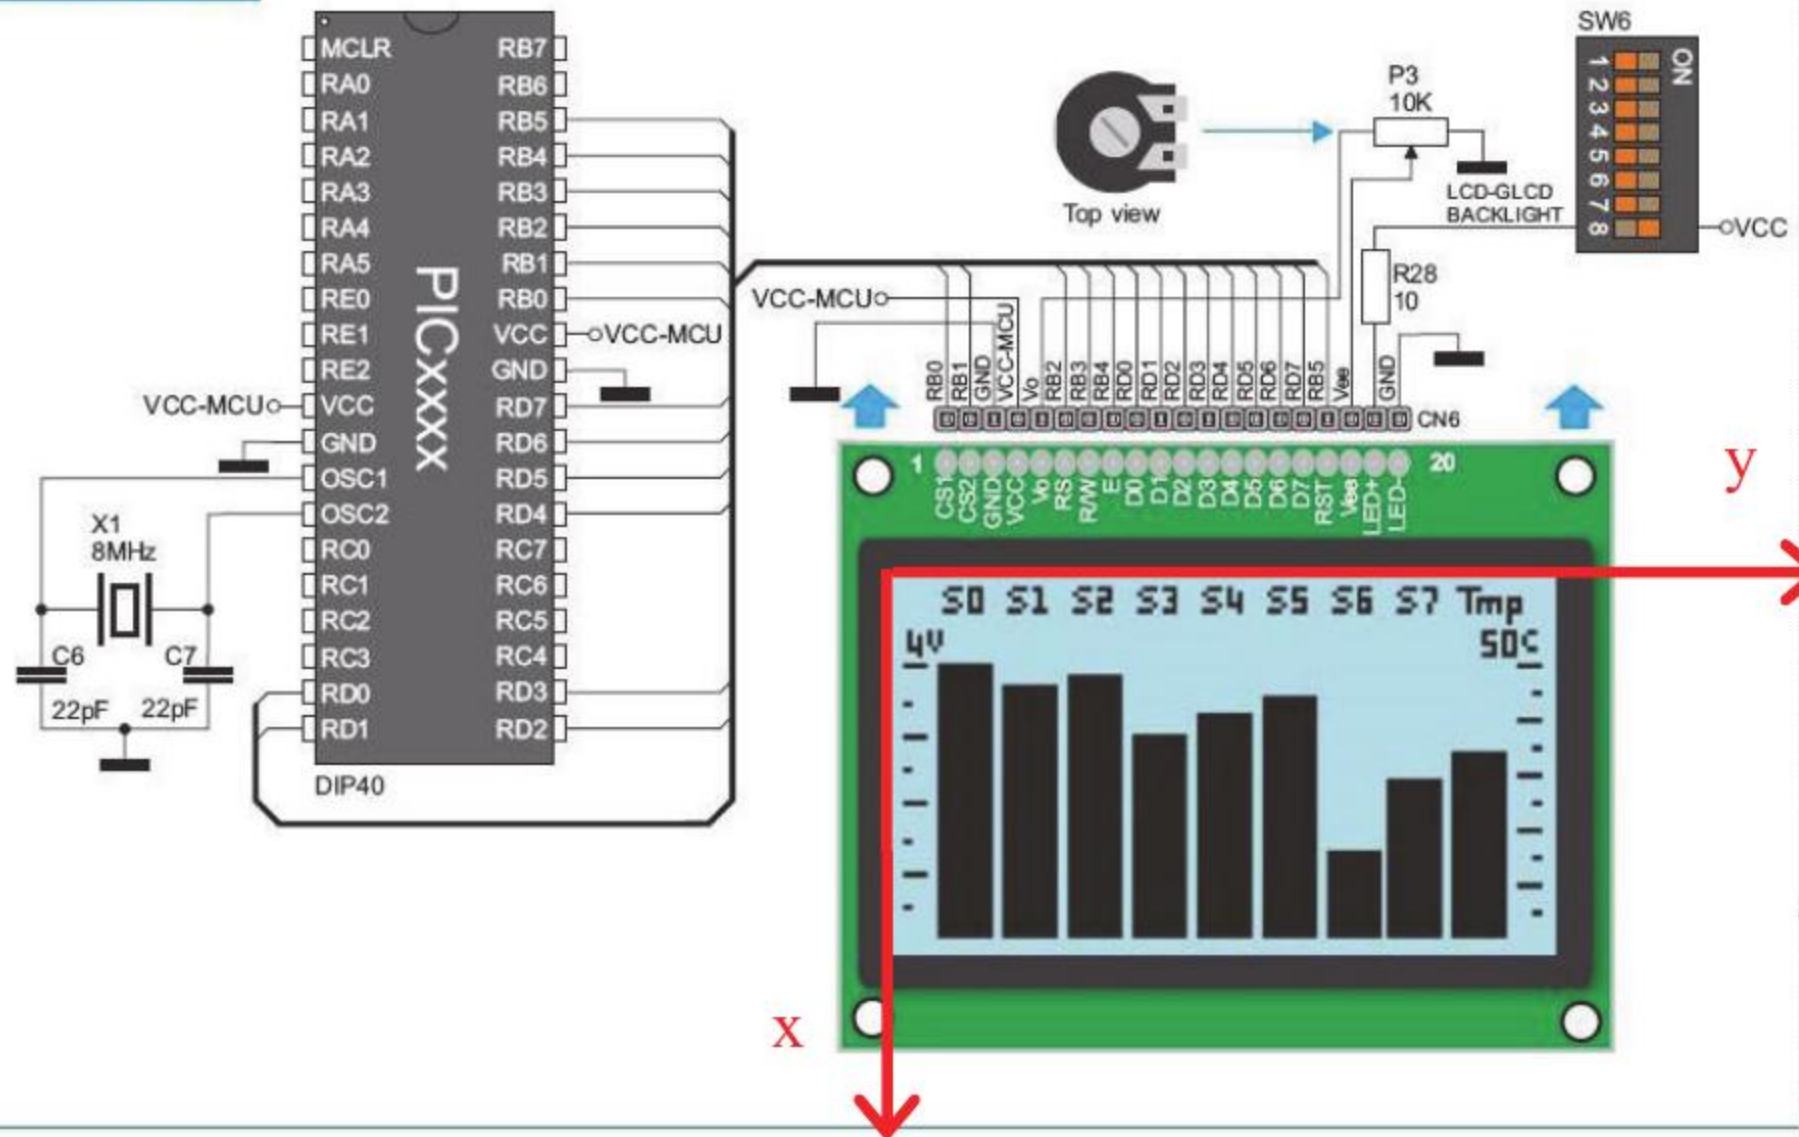 MCLR RB7
RA0 RB6
RA1 RB5
RA2 RB4
RA3 RB3
RA4 RB2
RA5 RB1
RE0 RB0
RE1 VCC VCC-MCU
RE2 GND
VCC-MCU VCC RD7
GND RD6
OSC1 RD5
OSC2 RD4
RC0 RC7
RC1 RC6
RC2 RC5
RC3 RC4
RD0 RD3
RD1 RD2
PICxxxx
DIP40
X1
8MHz
C6 C7
22pF 22pF
Top view
P3
10K
SW6
ON
1
2
3
4
5
6
7
8
LCD-GLCD
BACKLIGHT
VCC
R28
10
VCC-MCU
RB0 RB1 GND VCC-MCU Vo RB2 RB3 RB4 RD0 RD1 RD2 RD3 RD4 RD5 RD6 RD7 RB5 Vee GND
CN6
1 20
CS1 CS2 GND VCC Vo RS R/W E D0 D1 D2 D3 D4 D5 D6 D7 RST Vee LED+ LED-
y
S0 S1 S2 S3 S4 S5 S6 S7 Tmp
4V 50C
x